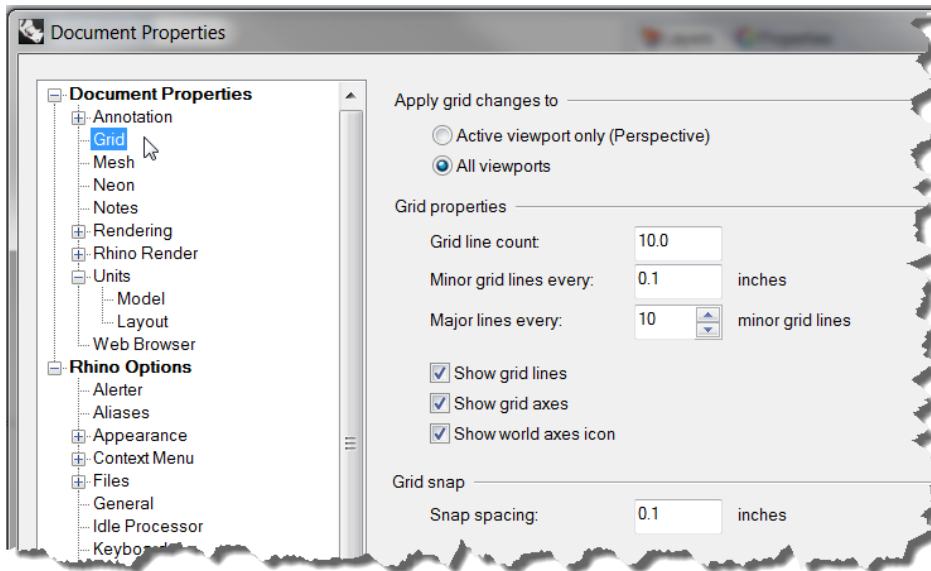 Document Properties
Layers Properties
Document Properties
Annotation
Grid
Mesh
Neon
Notes
Rendering
Rhino Render
Units
Model
Layout
Web Browser
Rhino Options
Alerter
Aliases
Appearance
Context Menu
Files
General
Idle Processor
Apply grid changes to
Active viewport only (Perspective)
All viewports
Grid properties
Grid line count: 10.0
Minor grid lines every: 0.1 inches
Major lines every: 10 minor grid lines
Show grid lines
Show grid axes
Show world axes icon
Grid snap
Snap spacing: 0.1 inches